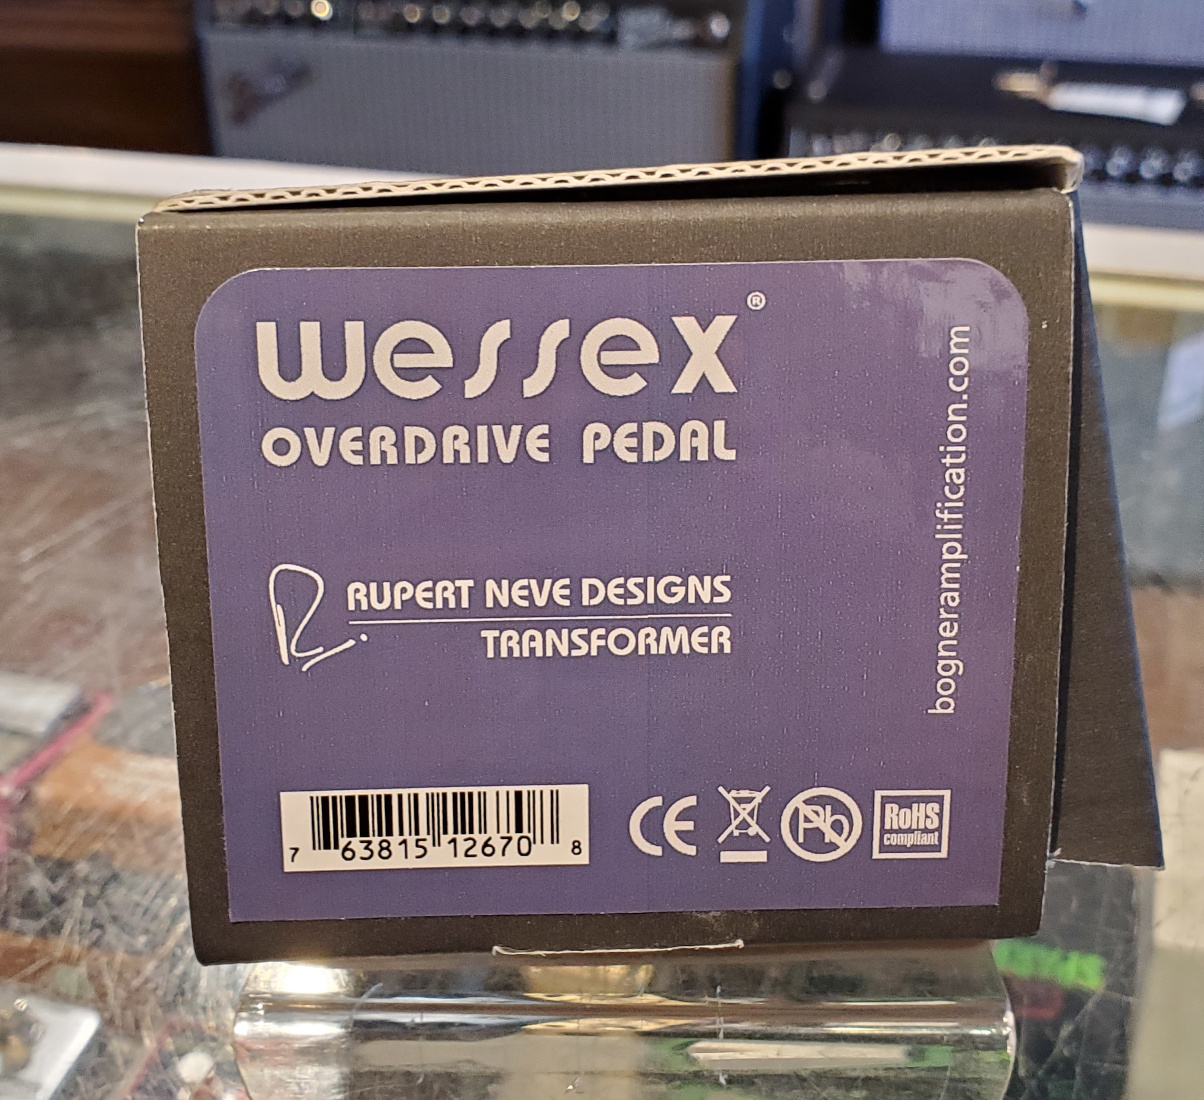 wessex®
OVERDRIVE PEDAL
RUPERT NEVE DESIGNS
TRANSFORMER
bogneramplification.com
7 63815 12670 8
CE
Pb
RoHS
compliant